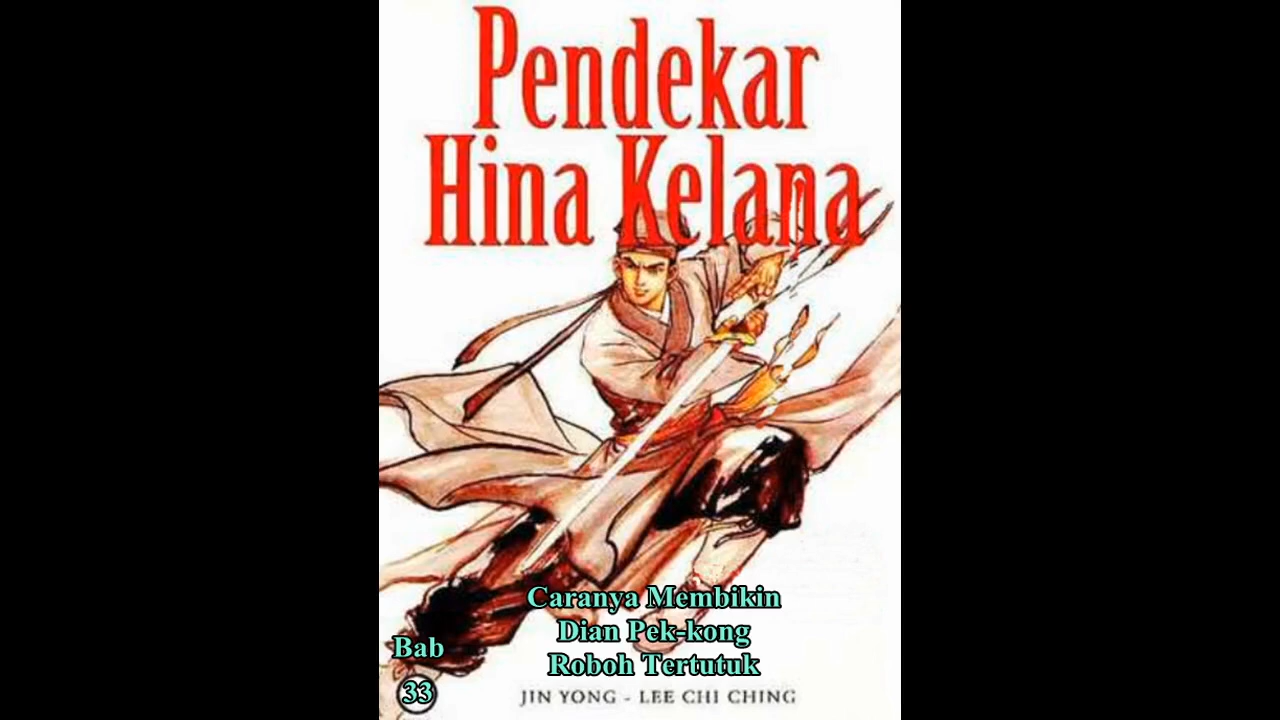 Pendekar
Hina Kelana
Caranya Membikin
Dian Pek-kong
Roboh Tertutuk
Bab
33
JIN YONG - LEE CHI CHING